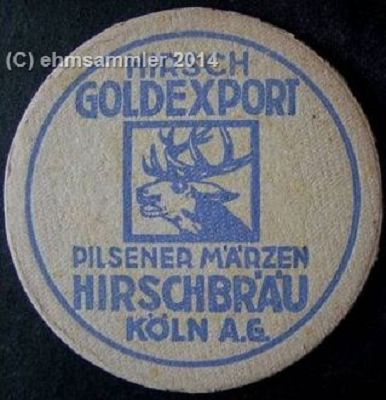 (C) ehmsammler 2014
HIRSCH
GOLDEXPORT
PILSENER MÄRZEN
HIRSCHBRÄU
KÖLN A.G.